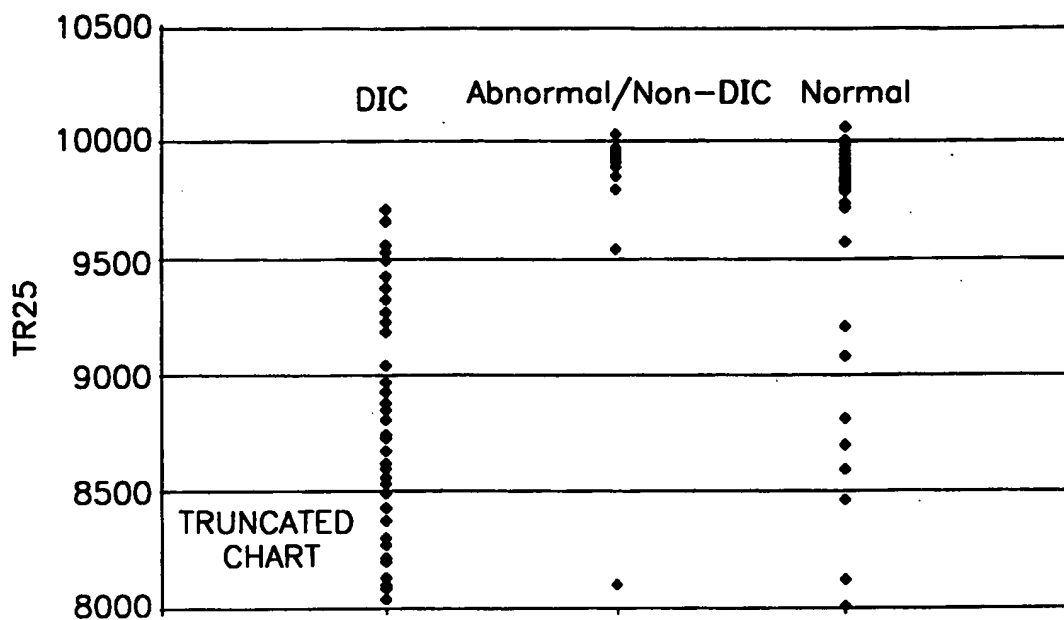 10500
DIC Abnormal/Non-DIC Normal
10000
9500
TR25
9000
8500
TRUNCATED
CHART
8000